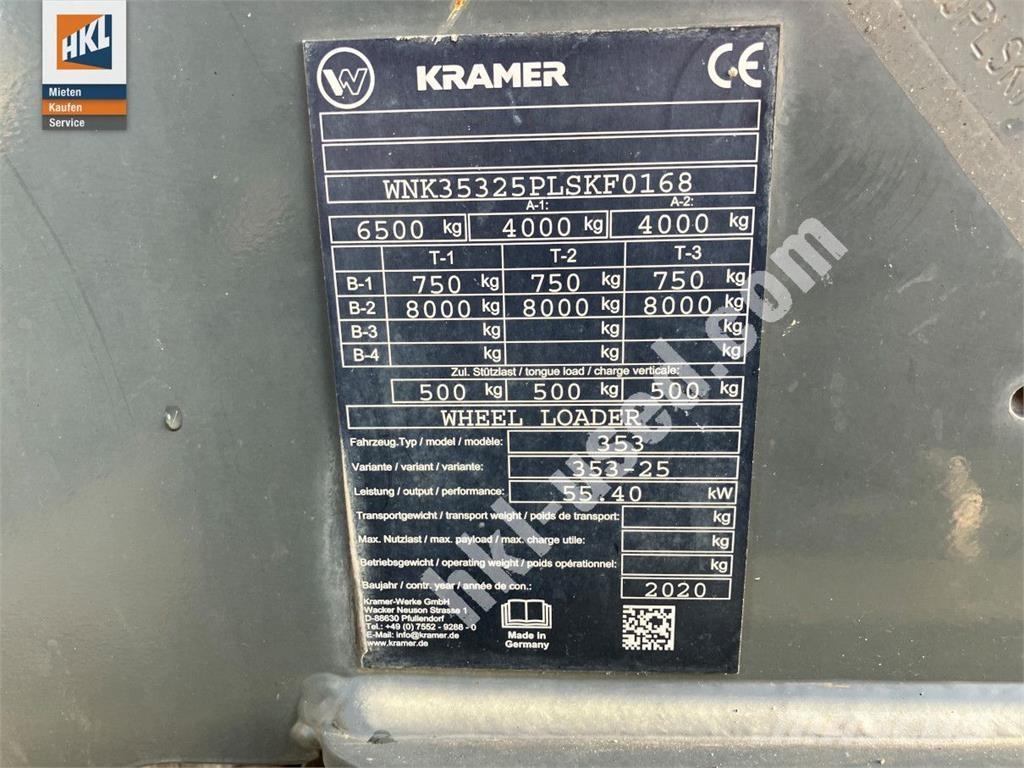 HKL
Mieten
Kaufen
Service
W KRAMER CE
WNK35325PLSKF0168
A-1: A-2:
6500 kg 4000 kg 4000 kg
T-1 T-2 T-3
B-1 750 kg 750 kg 750 kg
B-2 8000 kg 8000 kg 8000 kg
B-3 kg kg kg
B-4 kg kg kg
Zul. Stützlast / tongue load / charge verticale:
500 kg 500 kg 500 kg
WHEEL LOADER
Fahrzeug.Typ / model / modèle: 353
Variante / variant / variante: 353-25
Leistung / output / performance: 55.40 kW
Transportgewicht / transport weight / poids de transport: kg
Max. Nutzlast / max. payload / max. charge utile: kg
Betriebsgewicht / operating weight / poids opérationnel: kg
Baujahr / contr. year / année de con.: 2020
Kramer-Werke GmbH
Wacker Neuson Strasse 1
D-88630 Pfullendorf
Tel.: +49 (0) 7552 - 9288 - 0
E-Mail: info@kramer.de
www.kramer.de
Made in
Germany
hkl-used.com